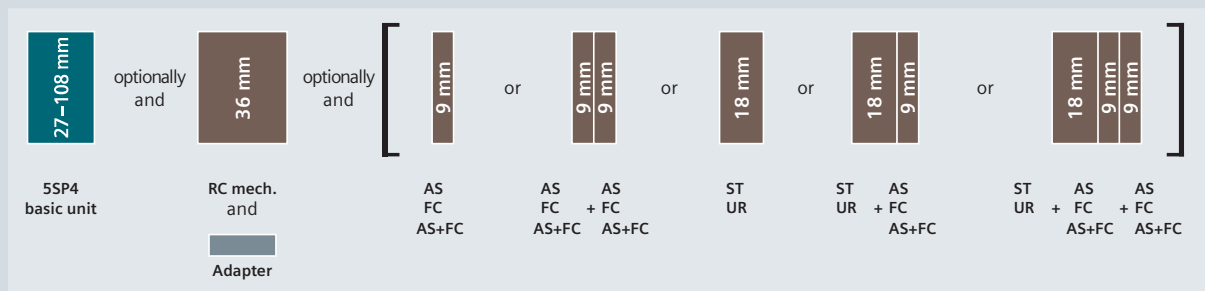 27–108 mm
optionally
and
36 mm
optionally
and
9 mm
or
9 mm
9 mm
or
18 mm
or
18 mm
9 mm
or
18 mm
9 mm
9 mm
5SP4
basic unit
RC mech.
and
Adapter
AS
FC
AS+FC
AS AS
FC + FC
AS+FC AS+FC
ST
UR
ST AS
UR + FC
AS+FC
ST AS AS
UR + FC + FC
AS+FC AS+FC